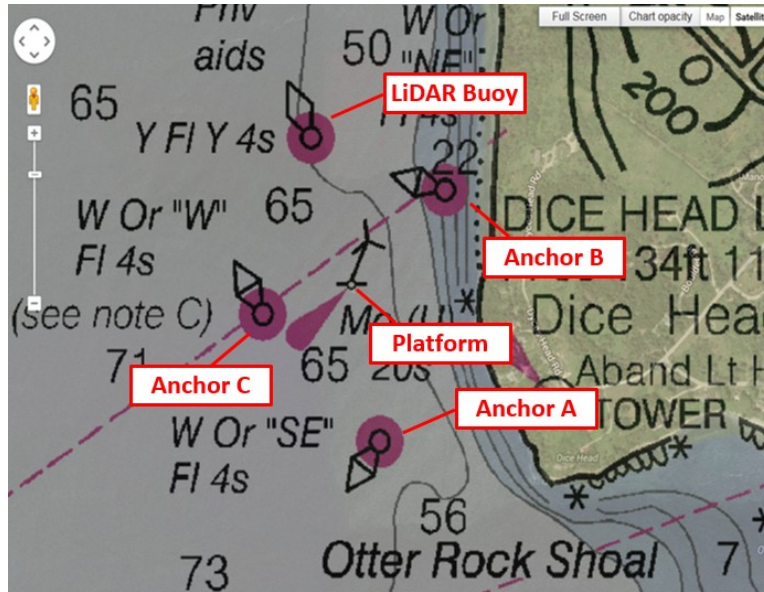 Full Screen Chart opacity Map Satellit
Priv
aids
50
W Or
"NE"
LiDAR Buoy
65
Y Fl Y 4s
22
200
W Or "W"
65
DICE HEAD L
Fl 4s
Anchor B
134ft 11
(see note C)
Dice Hea
Platform
71
65
20s
Anchor C
Aband Lt H
Anchor A
TOWER
W Or "SE"
Fl 4s
Dice Head
56
73
Otter Rock Shoal
7